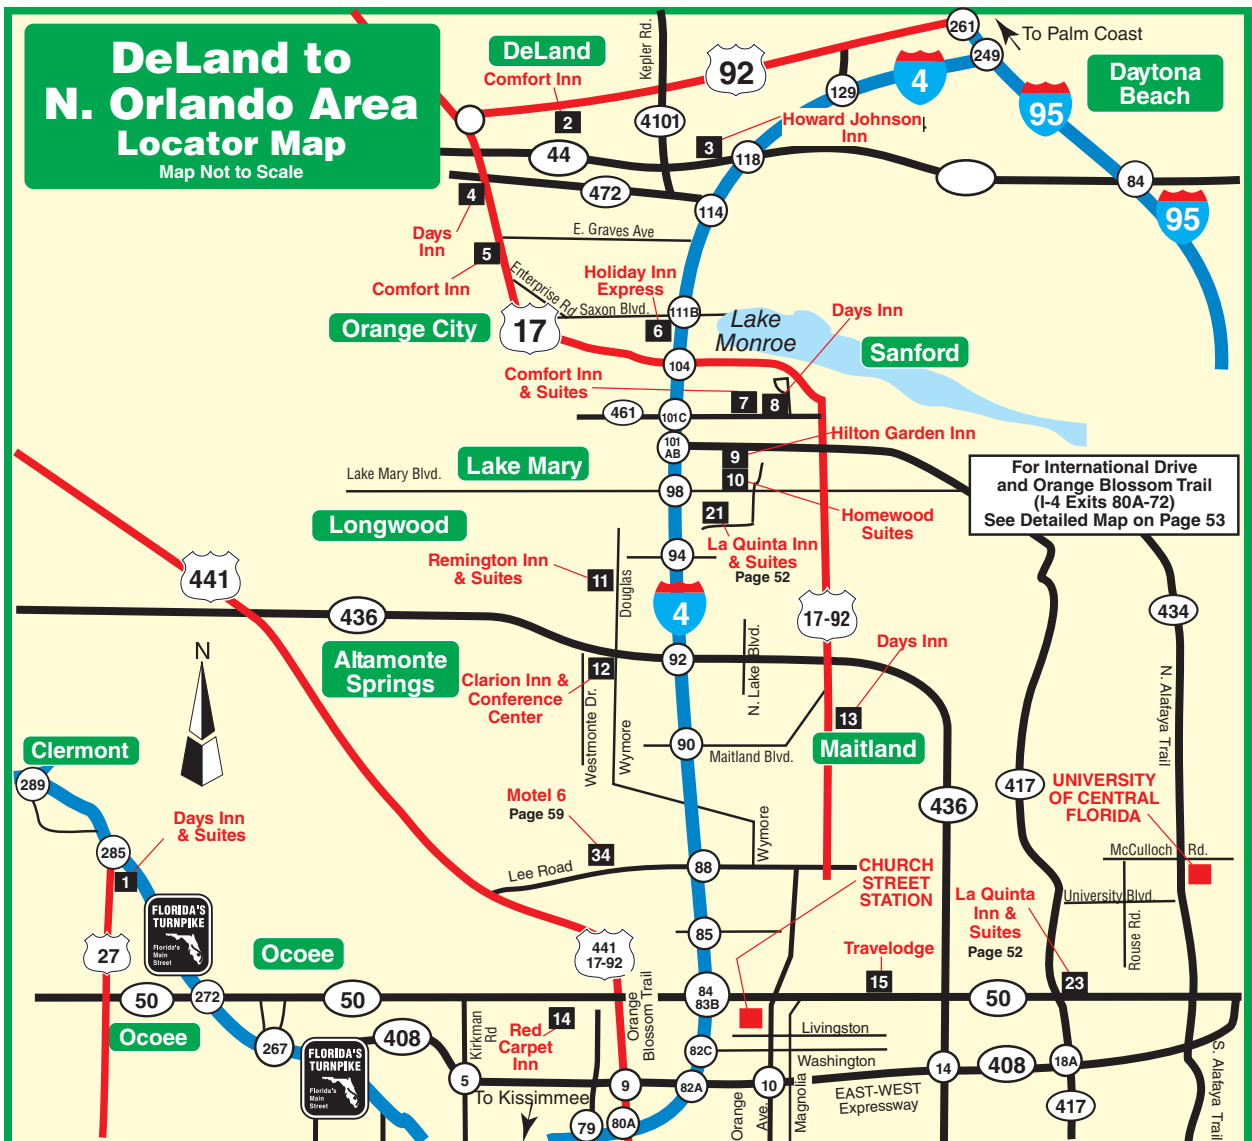 DeLand to
N. Orlando Area
Locator Map
Map Not to Scale
DeLand
Comfort Inn
2
92
Kepler Rd.
4101
261
To Palm Coast
249
Daytona
Beach
4
129
95
Howard Johnson
Inn
3
118
44
472
114
84
95
4
Days
Inn
E. Graves Ave
5
Comfort Inn
Enterprise Rd
Holiday Inn
Express
Saxon Blvd.
111B
6
Orange City
17
Lake
Monroe
Days Inn
Sanford
104
Comfort Inn
& Suites
7
8
461
101C
101
AB
Hilton Garden Inn
9
10
Lake Mary
Lake Mary Blvd.
98
For International Drive
and Orange Blossom Trail
(I-4 Exits 80A-72)
See Detailed Map on Page 53
Longwood
21
Homewood
Suites
La Quinta Inn
& Suites
Page 52
94
Remington Inn
& Suites
11
Douglas
441
4
17-92
434
436
N
Altamonte
Springs
92
N. Lake Blvd.
Days Inn
12
Clarion Inn &
Conference
Center
Westmonte Dr.
Wymore
13
N. Alafaya Trail
90
Maitland Blvd.
Maitland
Clermont
289
417
UNIVERSITY
OF CENTRAL
FLORIDA
436
Motel 6
Page 59
Days Inn
& Suites
34
Wymore
McCulloch Rd.
285
1
Lee Road
88
CHURCH
STREET
STATION
La Quinta
Inn &
Suites
Page 52
University Blvd.
Rouse Rd.
FLORIDA'S
TURNPIKE
Florida's
Main
Street
27
Ocoee
441
17-92
85
Travelodge
15
23
50
272
50
84
83B
50
Orange
Blossom Trail
Ocoee
267
408
Kirkman
Rd
Red
Carpet
Inn
14
Livingston
Washington
82C
FLORIDA'S
TURNPIKE
Florida's
Main
Street
5
9
82A
10
14
408
18A
To Kissimmee
79
80A
Orange
Ave.
Magnolia
EAST-WEST
Expressway
417
S. Alafaya Trail